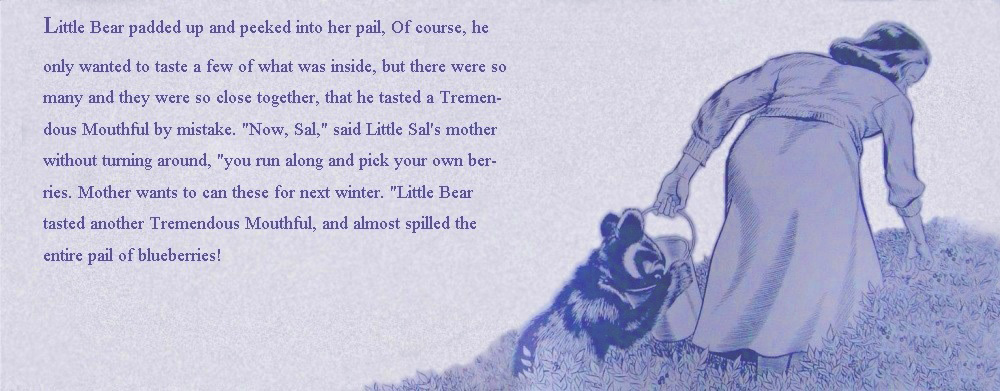 Little Bear padded up and peeked into her pail, Of course, he
only wanted to taste a few of what was inside, but there were so
many and they were so close together, that he tasted a Tremen-
dous Mouthful by mistake. "Now, Sal," said Little Sal's mother
without turning around, "you run along and pick your own ber-
ries. Mother wants to can these for next winter. "Little Bear
tasted another Tremendous Mouthful, and almost spilled the
entire pail of blueberries!